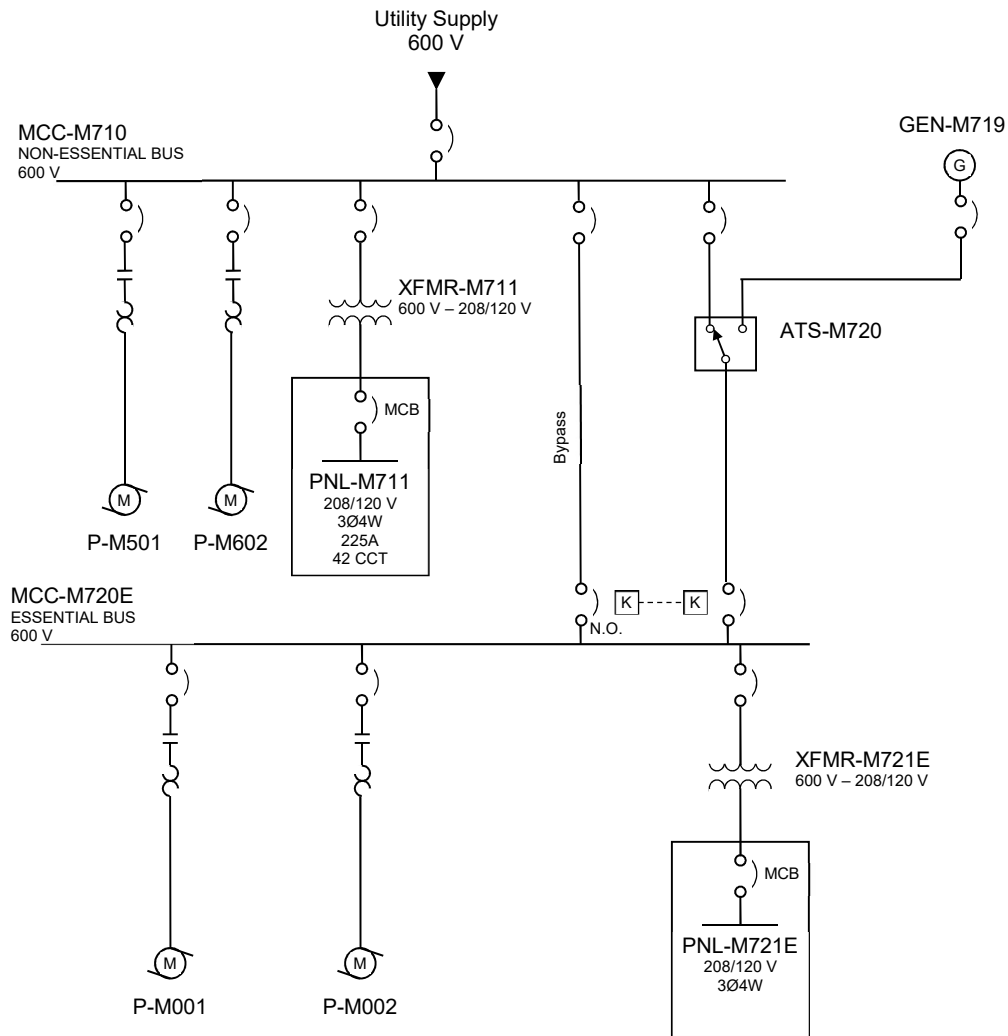 Utility Supply
600 V
MCC-M710
NON-ESSENTIAL BUS
600 V
GEN-M719
G
XFMR-M711
600 V – 208/120 V
ATS-M720
MCB
PNL-M711
208/120 V
3Ø4W
225A
42 CCT
Bypass
M
P-M501
M
P-M602
MCC-M720E
ESSENTIAL BUS
600 V
K
K
N.O.
XFMR-M721E
600 V – 208/120 V
MCB
PNL-M721E
208/120 V
3Ø4W
M
P-M001
M
P-M002